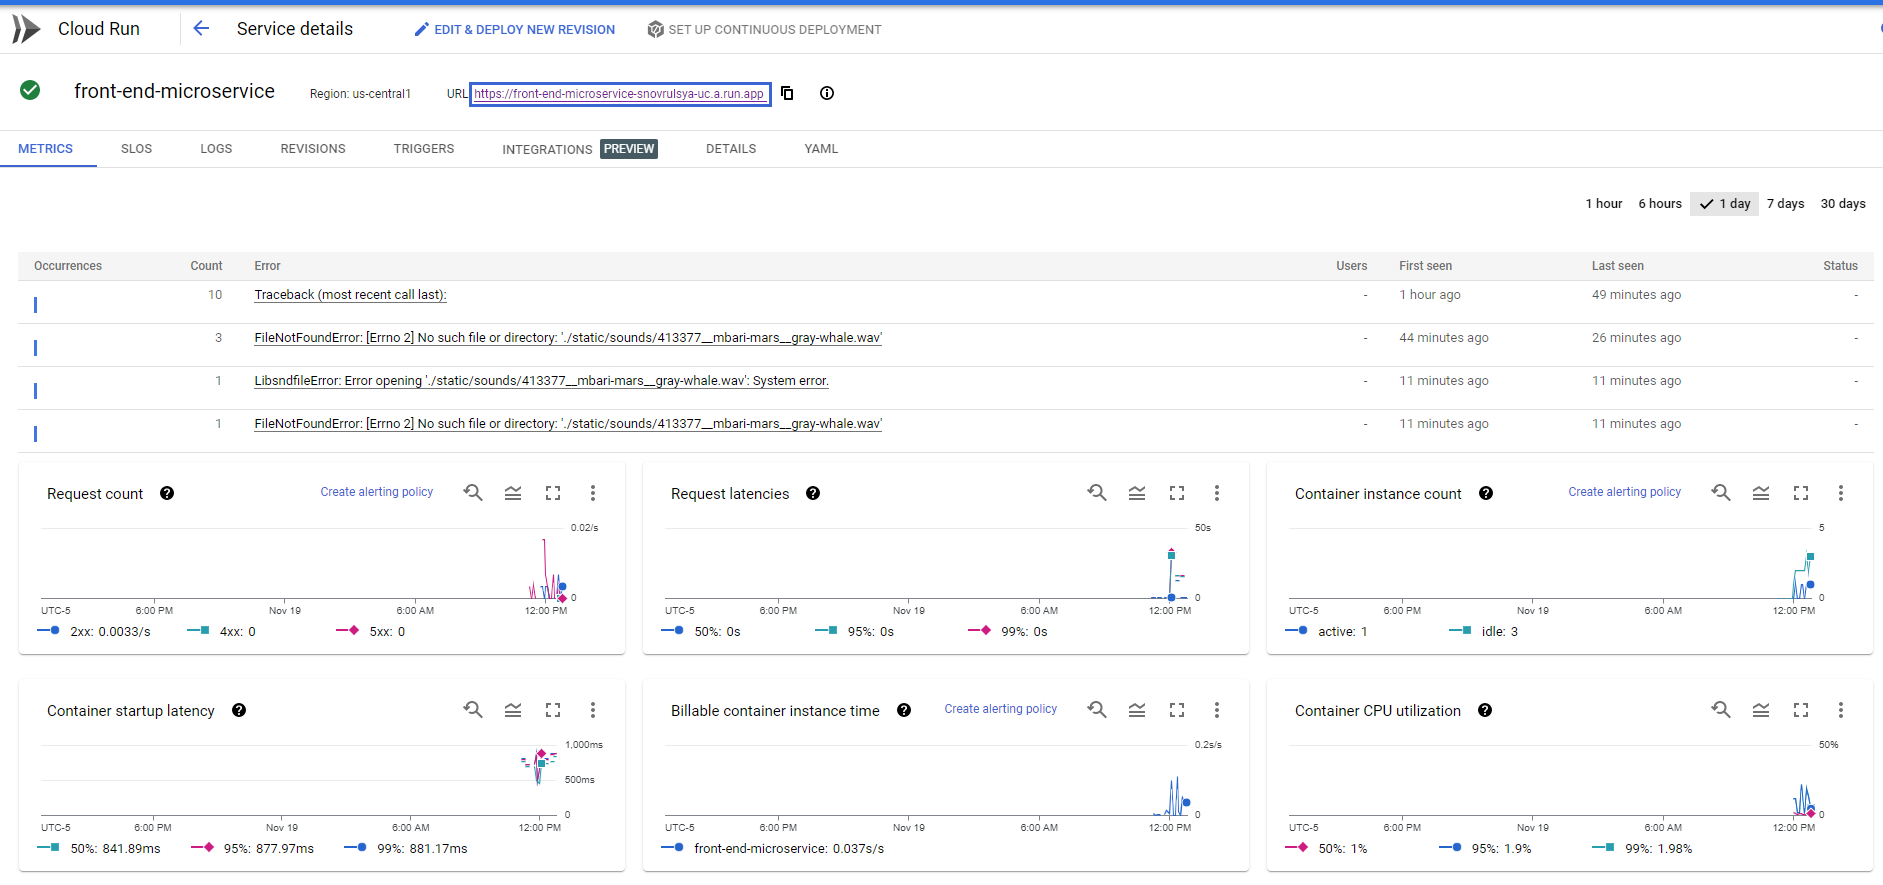 Cloud Run
Service details
EDIT & DEPLOY NEW REVISION
SET UP CONTINUOUS DEPLOYMENT
front-end-microservice
Region: us-central1
URL https://front-end-microservice-snovrulsya-uc.a.run.app
METRICS SLOS LOGS REVISIONS TRIGGERS INTEGRATIONS PREVIEW DETAILS YAML
1 hour 6 hours 1 day 7 days 30 days
Occurrences Count Error Users First seen Last seen Status
10 Traceback (most recent call last): - 1 hour ago 49 minutes ago -
3 FileNotFoundError: [Errno 2] No such file or directory: './static/sounds/413377__mbari-mars__gray-whale.wav' - 44 minutes ago 26 minutes ago -
1 LibsndfileError: Error opening './static/sounds/413377__mbari-mars__gray-whale.wav': System error. - 11 minutes ago 11 minutes ago -
1 FileNotFoundError: [Errno 2] No such file or directory: './static/sounds/413377__mbari-mars__gray-whale.wav' - 11 minutes ago 11 minutes ago -
Request count
Create alerting policy
0.02/s
0
UTC-5 6:00 PM Nov 19 6:00 AM 12:00 PM
2xx: 0.0033/s 4xx: 0 5xx: 0
Request latencies
50s
0
UTC-5 6:00 PM Nov 19 6:00 AM 12:00 PM
50%: 0s 95%: 0s 99%: 0s
Container instance count
Create alerting policy
5
0
UTC-5 6:00 PM Nov 19 6:00 AM 12:00 PM
active: 1 idle: 3
Container startup latency
1,000ms
500ms
0
UTC-5 6:00 PM Nov 19 6:00 AM 12:00 PM
50%: 841.89ms 95%: 877.97ms 99%: 881.17ms
Billable container instance time
Create alerting policy
0.2s/s
0
UTC-5 6:00 PM Nov 19 6:00 AM 12:00 PM
front-end-microservice: 0.037s/s
Container CPU utilization
50%
0
UTC-5 6:00 PM Nov 19 6:00 AM 12:00 PM
50%: 1% 95%: 1.9% 99%: 1.98%